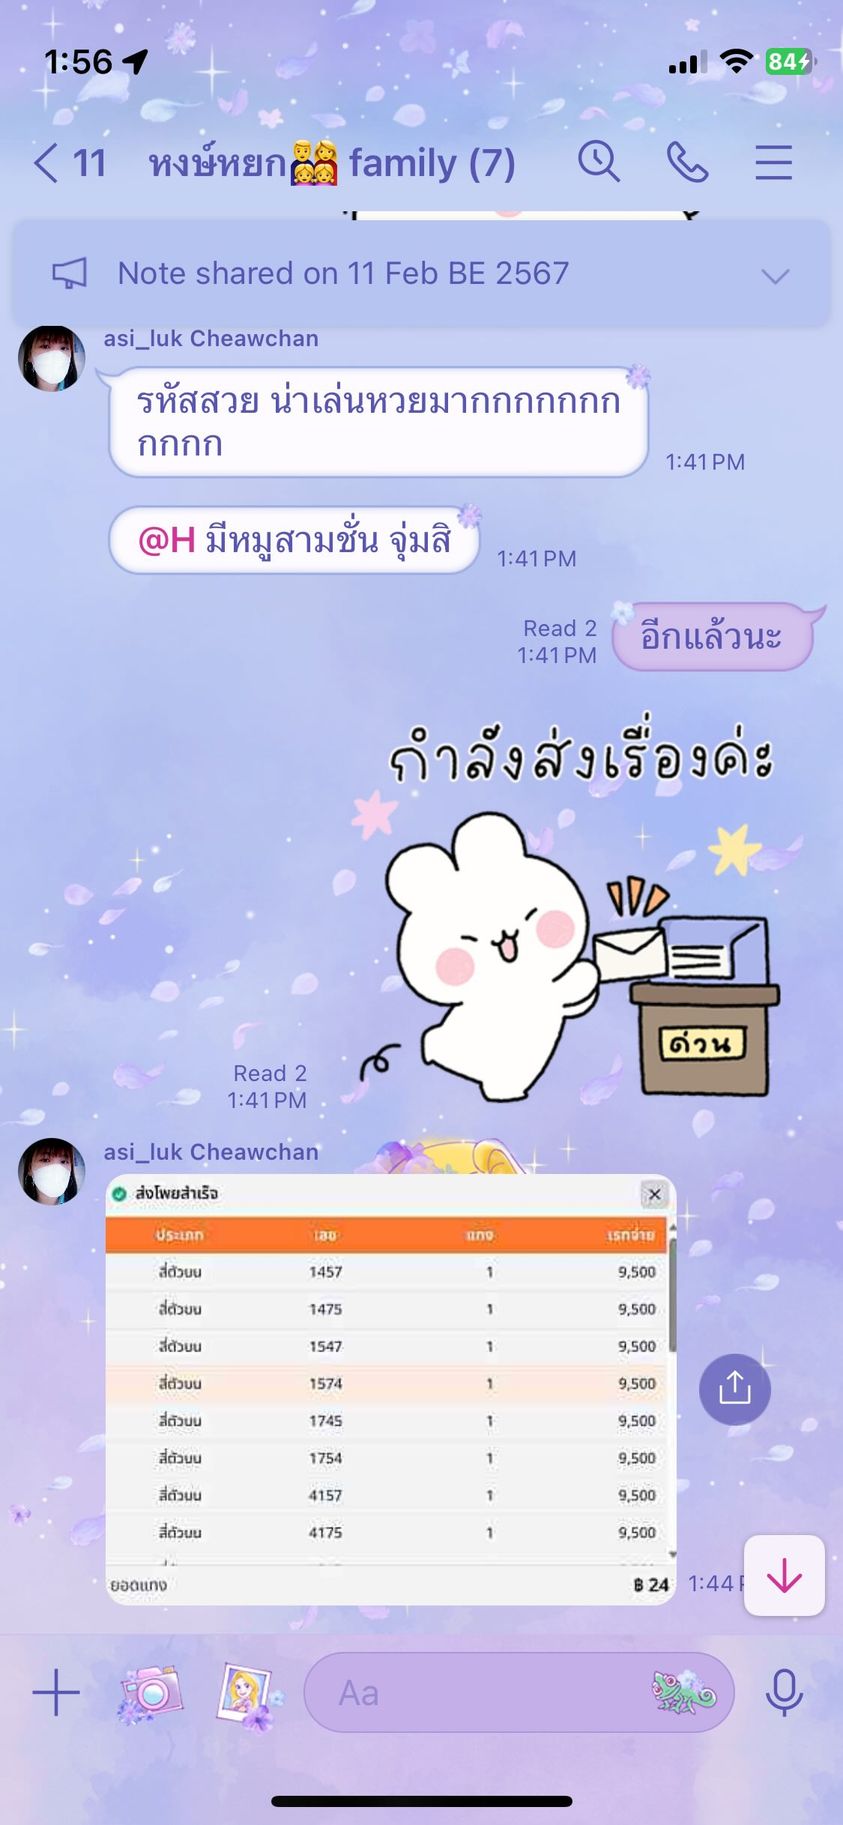 1:56
84
11 หงษ์หยก👨‍👩‍👧‍👧 family (7)
Note shared on 11 Feb BE 2567
asi_luk Cheawchan
รหัสสวย น่าเล่นหวยมากกกกกกก
กกกก
1:41 PM
@H มีหมูสามชั่น จุ่มสิ
1:41 PM
Read 2
1:41 PM
อีกแล้วนะ
กำลังส่งเรื่องค่ะ
ด่วน
Read 2
1:41 PM
asi_luk Cheawchan
ส่งโพยสำเร็จ
ประเภท เลข แทง เรทจ่าย
สี่ตัวบน 1457 1 9,500
สี่ตัวบน 1475 1 9,500
สี่ตัวบน 1547 1 9,500
สี่ตัวบน 1574 1 9,500
สี่ตัวบน 1745 1 9,500
สี่ตัวบน 1754 1 9,500
สี่ตัวบน 4157 1 9,500
สี่ตัวบน 4175 1 9,500
ยอดแทง ฿ 24
1:44
Aa